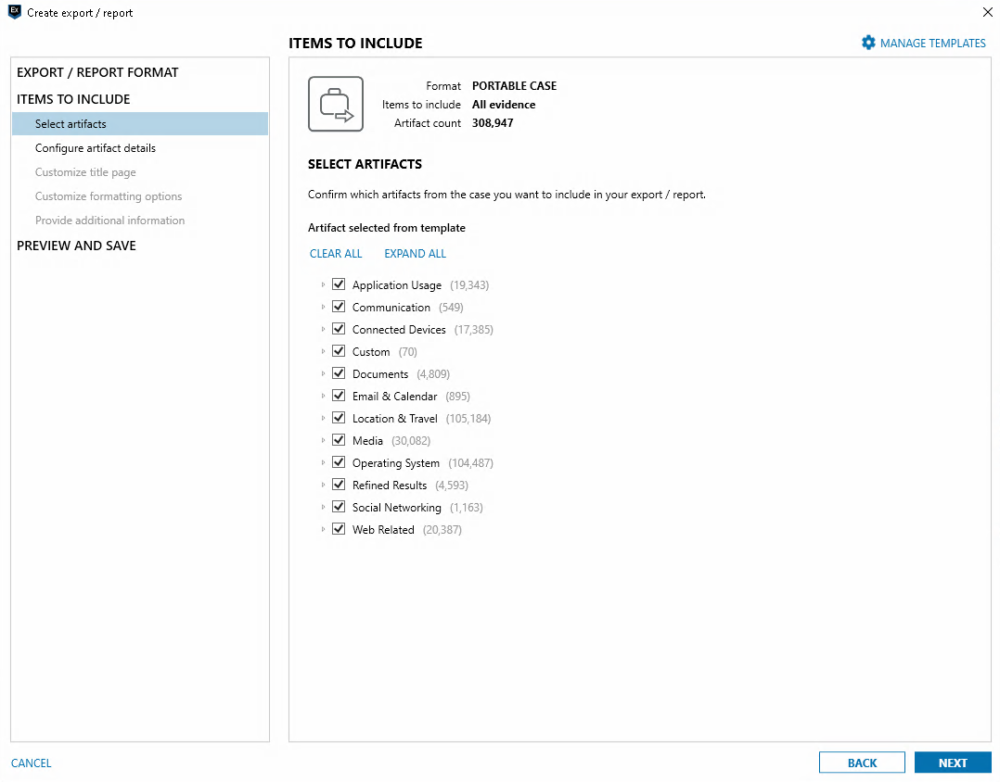 Ex Create export / report
ITEMS TO INCLUDE
MANAGE TEMPLATES
EXPORT / REPORT FORMAT
ITEMS TO INCLUDE
Select artifacts
Configure artifact details
Customize title page
Customize formatting options
Provide additional information
PREVIEW AND SAVE
Format PORTABLE CASE
Items to include All evidence
Artifact count 308,947
SELECT ARTIFACTS
Confirm which artifacts from the case you want to include in your export / report.
Artifact selected from template
CLEAR ALL EXPAND ALL
Application Usage (19,343)
Communication (549)
Connected Devices (17,385)
Custom (70)
Documents (4,809)
Email & Calendar (895)
Location & Travel (105,184)
Media (30,082)
Operating System (104,487)
Refined Results (4,593)
Social Networking (1,163)
Web Related (20,387)
CANCEL
BACK
NEXT